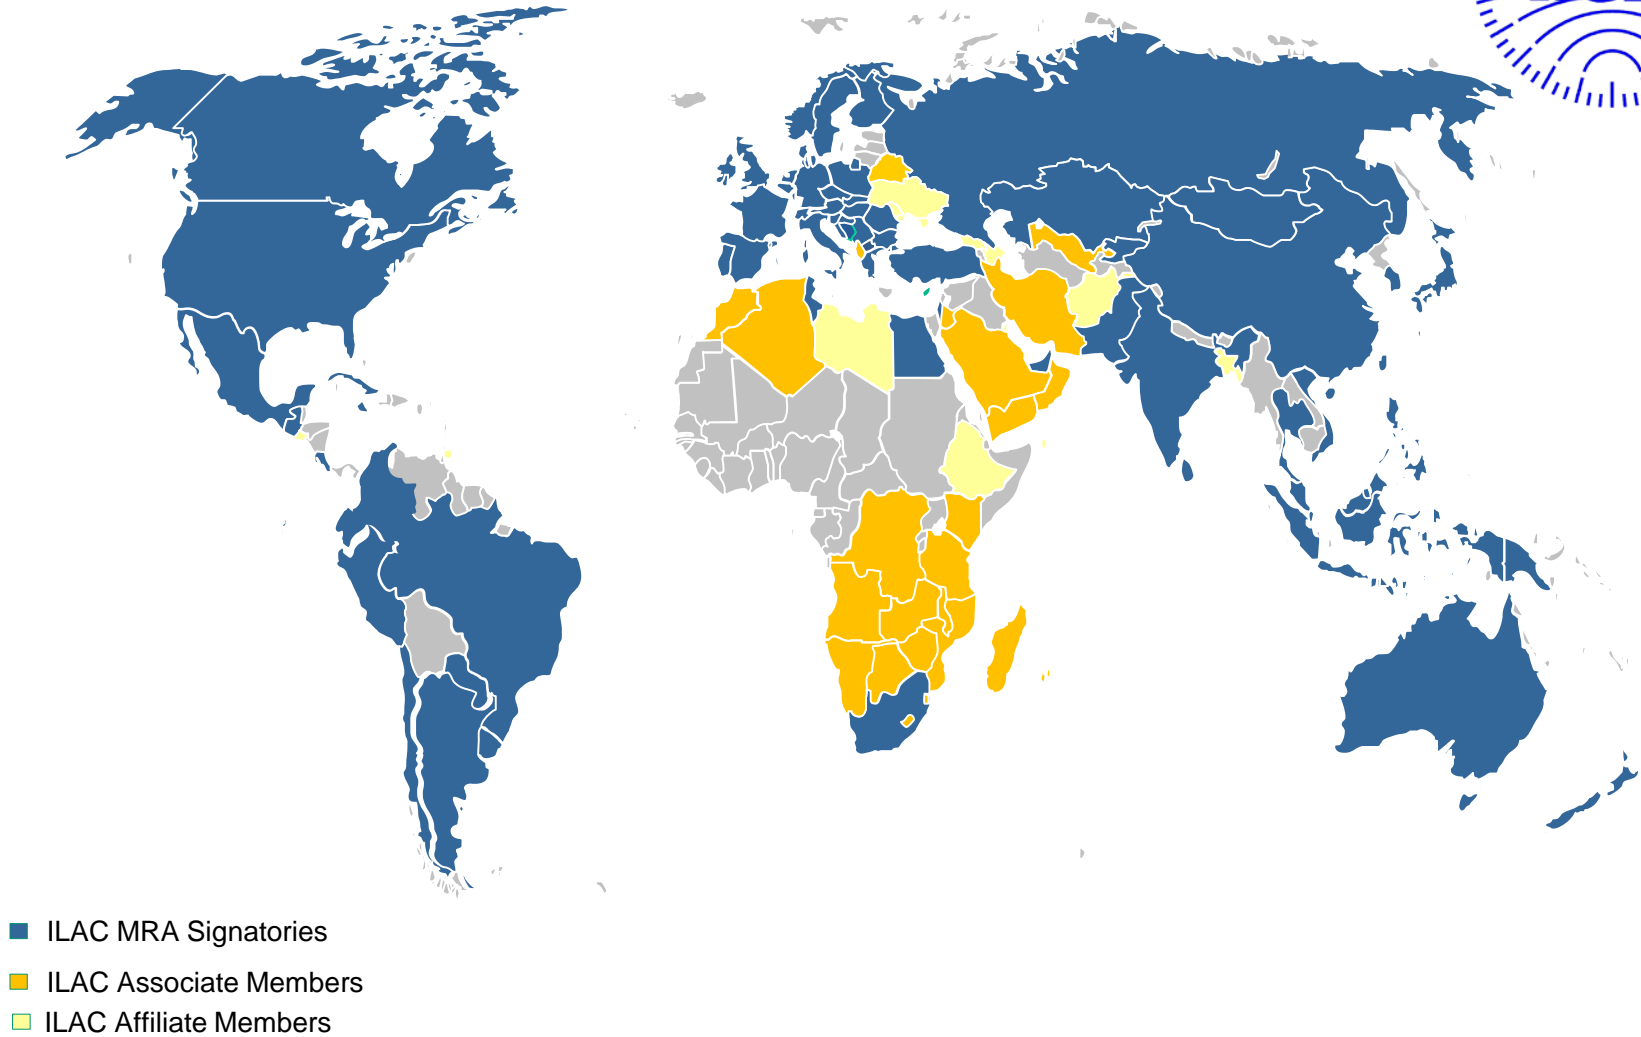 ILAC MRA Signatories
ILAC Associate Members
ILAC Affiliate Members